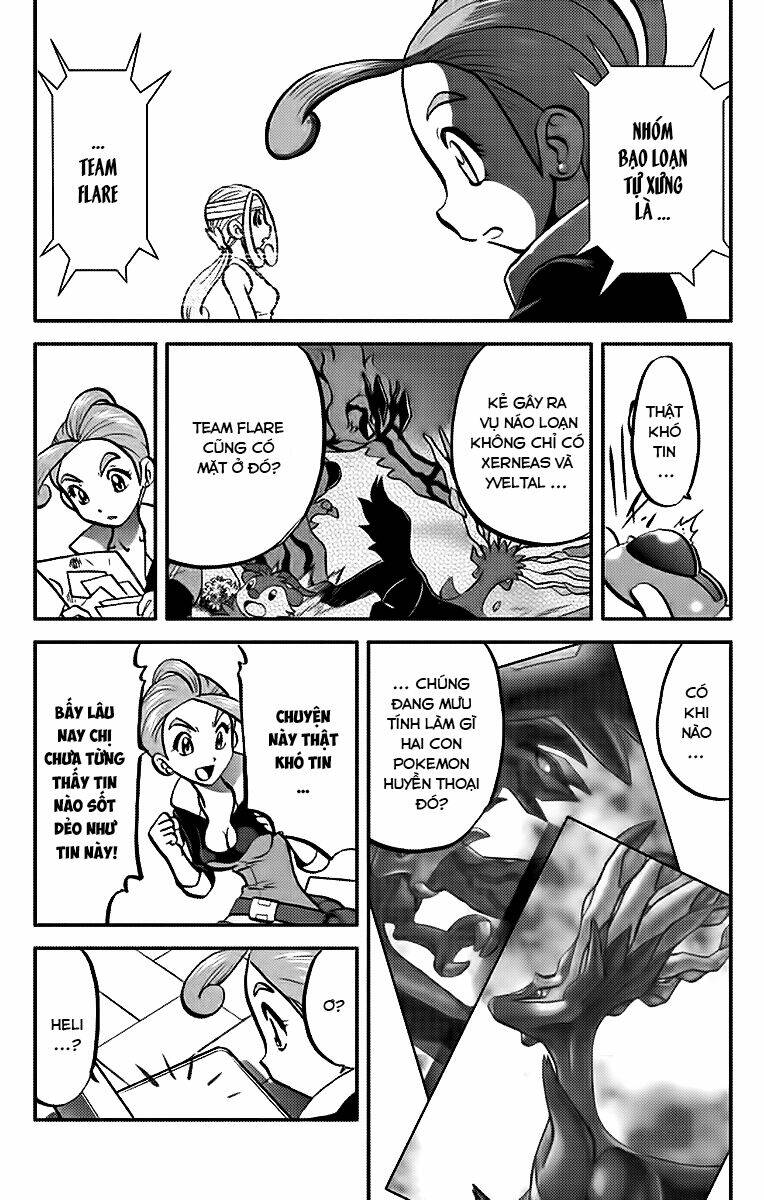 NHÓM
BẠO LOẠN
TỰ XƯNG
LÀ ...
...
TEAM
FLARE
THẬT
KHÓ TIN
...
KẺ GÂY RA
VỤ NÁO LOẠN
KHÔNG CHỈ CÓ
XERNEAS VÀ
YVELTAL ...
TEAM FLARE
CŨNG CÓ
MẶT Ở ĐÓ?
CÓ
KHI NÀO
...
... CHÚNG
ĐANG MƯU
TÍNH LÀM GÌ
HAI CON
POKEMON
HUYỀN THOẠI
ĐÓ?
CHUYỆN
NÀY THẬT
KHÓ TIN
...
BẤY LÂU
NAY CHỊ
CHƯA TỪNG
THẤY TIN
NÀO SỐT
DẺO NHƯ
TIN NÀY!
Ơ?
HELI
...?